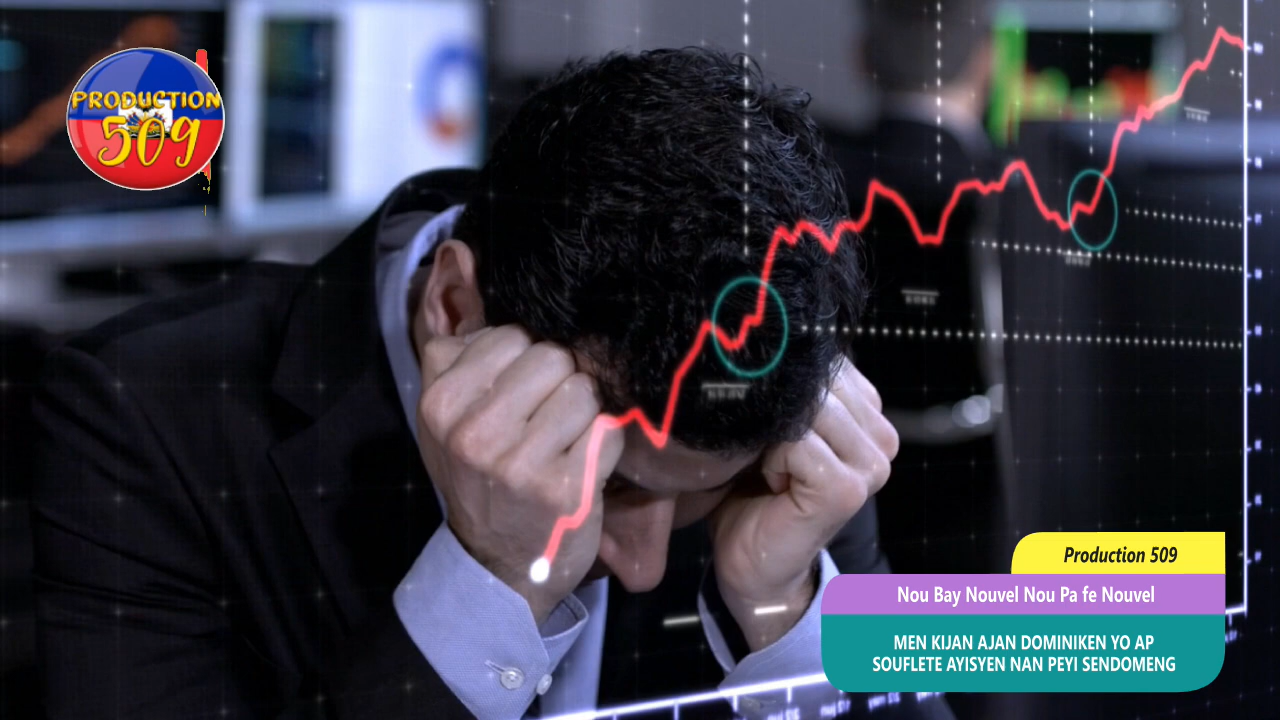 PRODUCTION
509
Production 509
Nou Bay Nouvel Nou Pa fe Nouvel
MEN KIJAN AJAN DOMINIKEN YO AP
SOUFLETE AYISYEN NAN PEYI SENDOMENG